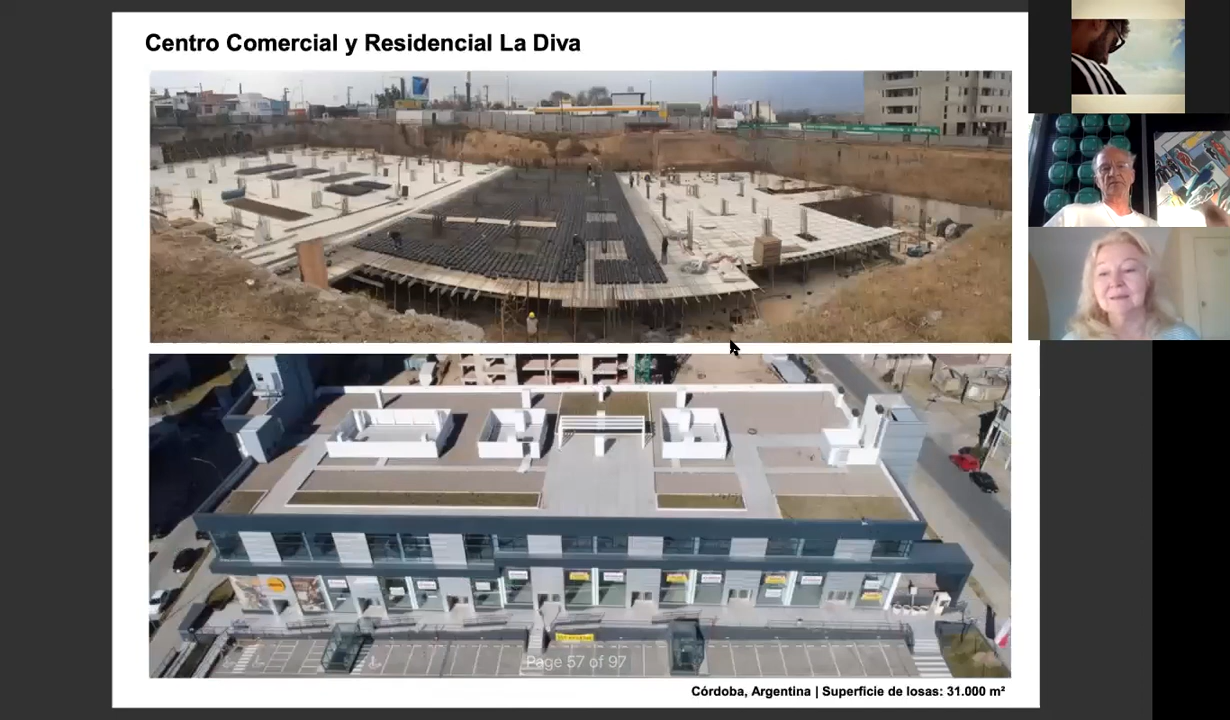 Centro Comercial y Residencial La Diva
Page 57 of 97
Córdoba, Argentina | Superficie de losas: 31.000 m²